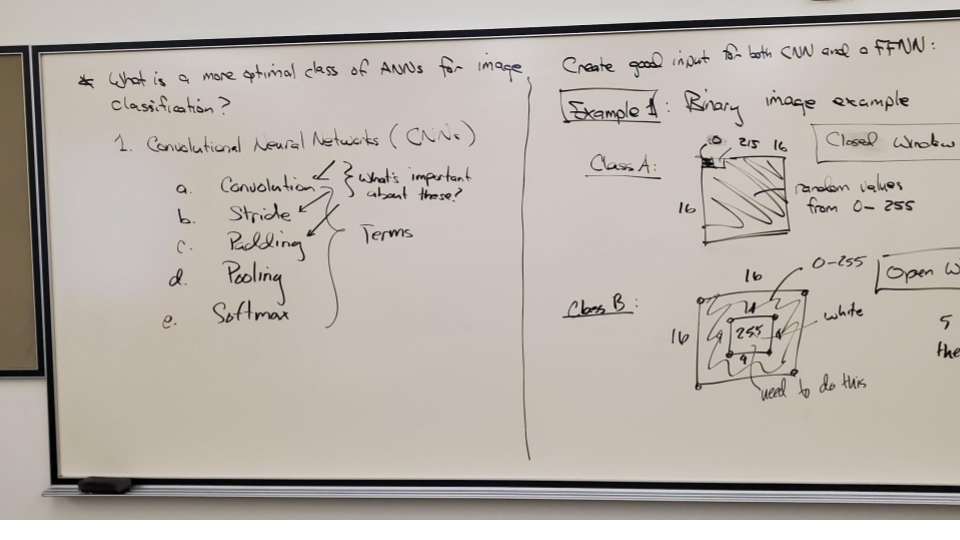 * What is a more optimal class of ANNs for image
classification?
1. Convolutional Neural Networks (CNNs)
a. Convolution
b. Stride
c. Padding
d. Pooling
e. Softmax
What's important
about these?
Terms
Create good input for both CNN and a FFNN:
Example 1: Binary image example
Class A:
0 215 16
16
Closed Window
random values
from 0-255
Class B:
16
0-255
Open W
16
4
4 255 4
4
white
need to do this
5
the